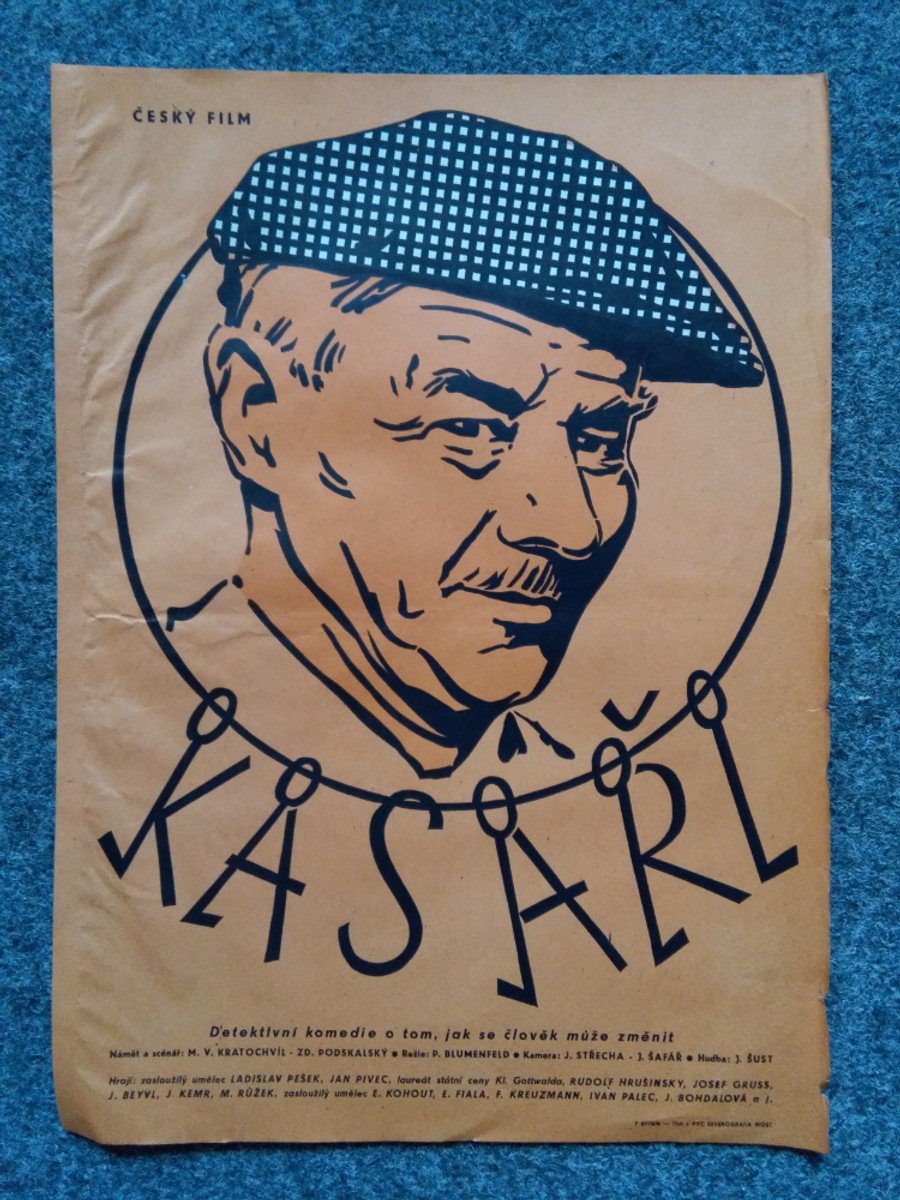 ČESKÝ FILM
KASAŘI
Detektivní komedie o tom, jak se člověk může změnit
Námět a scénář: M. V. KRATOCHVÍL - ZD. PODSKALSKÝ ● Režie: P. BLUMENFELD ● Kamera: J. STŘECHA - J. ŠAFÁŘ ● Hudba: J. ŠUST
Hrají: zasloužilý umělec LADISLAV PEŠEK, JAN PIVEC, laureát státní ceny Kl. Gottwalda, RUDOLF HRUŠINSKÝ, JOSEF GRUSS,
J. BEYVL, J. KEMR, M. RŮŽEK, zasloužilý umělec E. KOHOUT, E. FIALA, F. KREUZMANN, IVAN PALEC, J. BOHDALOVÁ a j.